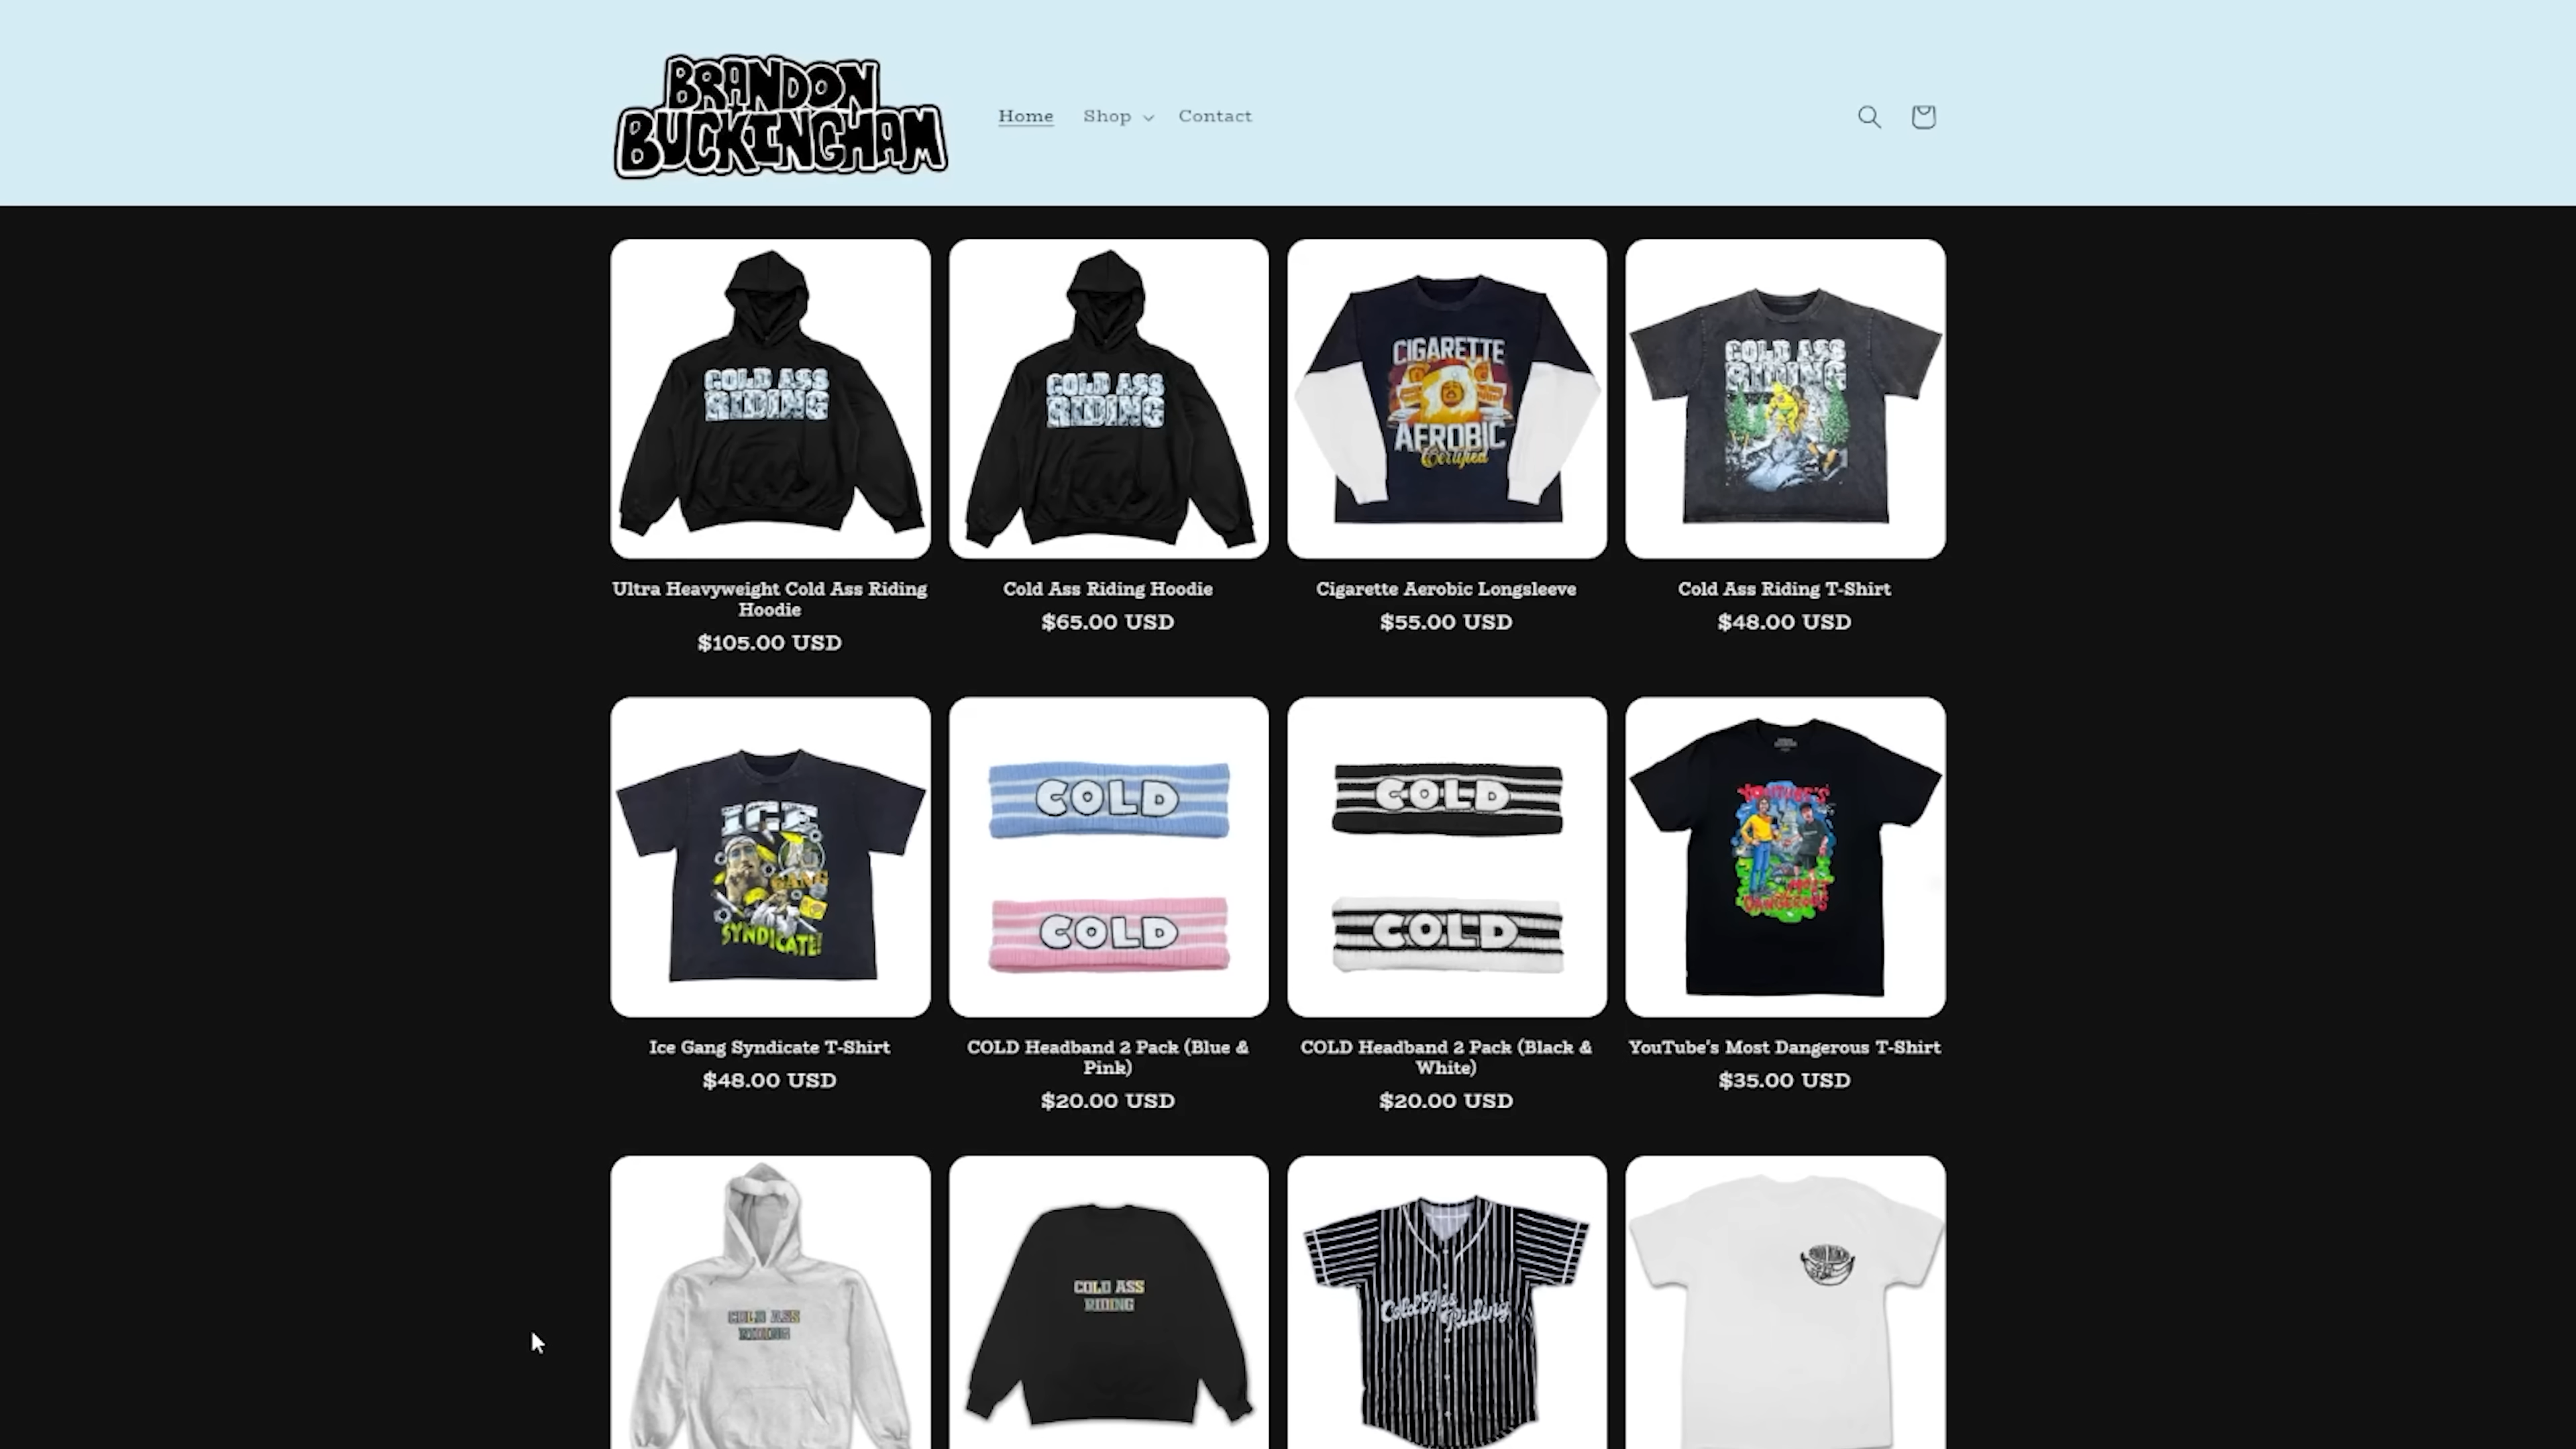 BRANDON
BUCKINGHAM
Home
Shop
Contact
COLD ASS
RIDING
COLD ASS
RIDING
CIGARETTE
AEROBIC
Certified
COLD ASS
RIDING
Ultra Heavyweight Cold Ass Riding
Hoodie
$105.00 USD
Cold Ass Riding Hoodie
$65.00 USD
Cigarette Aerobic Longsleeve
$55.00 USD
Cold Ass Riding T-Shirt
$48.00 USD
ICE
GANG
SYNDICATE!
COLD
COLD
COLD
COLD
YOUTUBE'S
MOST
DANGEROUS
Ice Gang Syndicate T-Shirt
$48.00 USD
COLD Headband 2 Pack (Blue &
Pink)
$20.00 USD
COLD Headband 2 Pack (Black &
White)
$20.00 USD
YouTube's Most Dangerous T-Shirt
$35.00 USD
COLD ASS
RIDING
COLD ASS
RIDING
Cold Ass
Riding